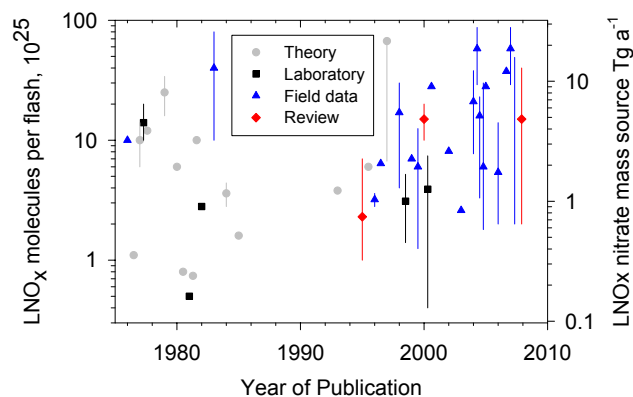 100
10
1
LNOX molecules per flash, 10^25
Theory
Laboratory
Field data
Review
10
1
0.1
LNOx nitrate mass source Tg a^-1
1980
1990
2000
2010
Year of Publication